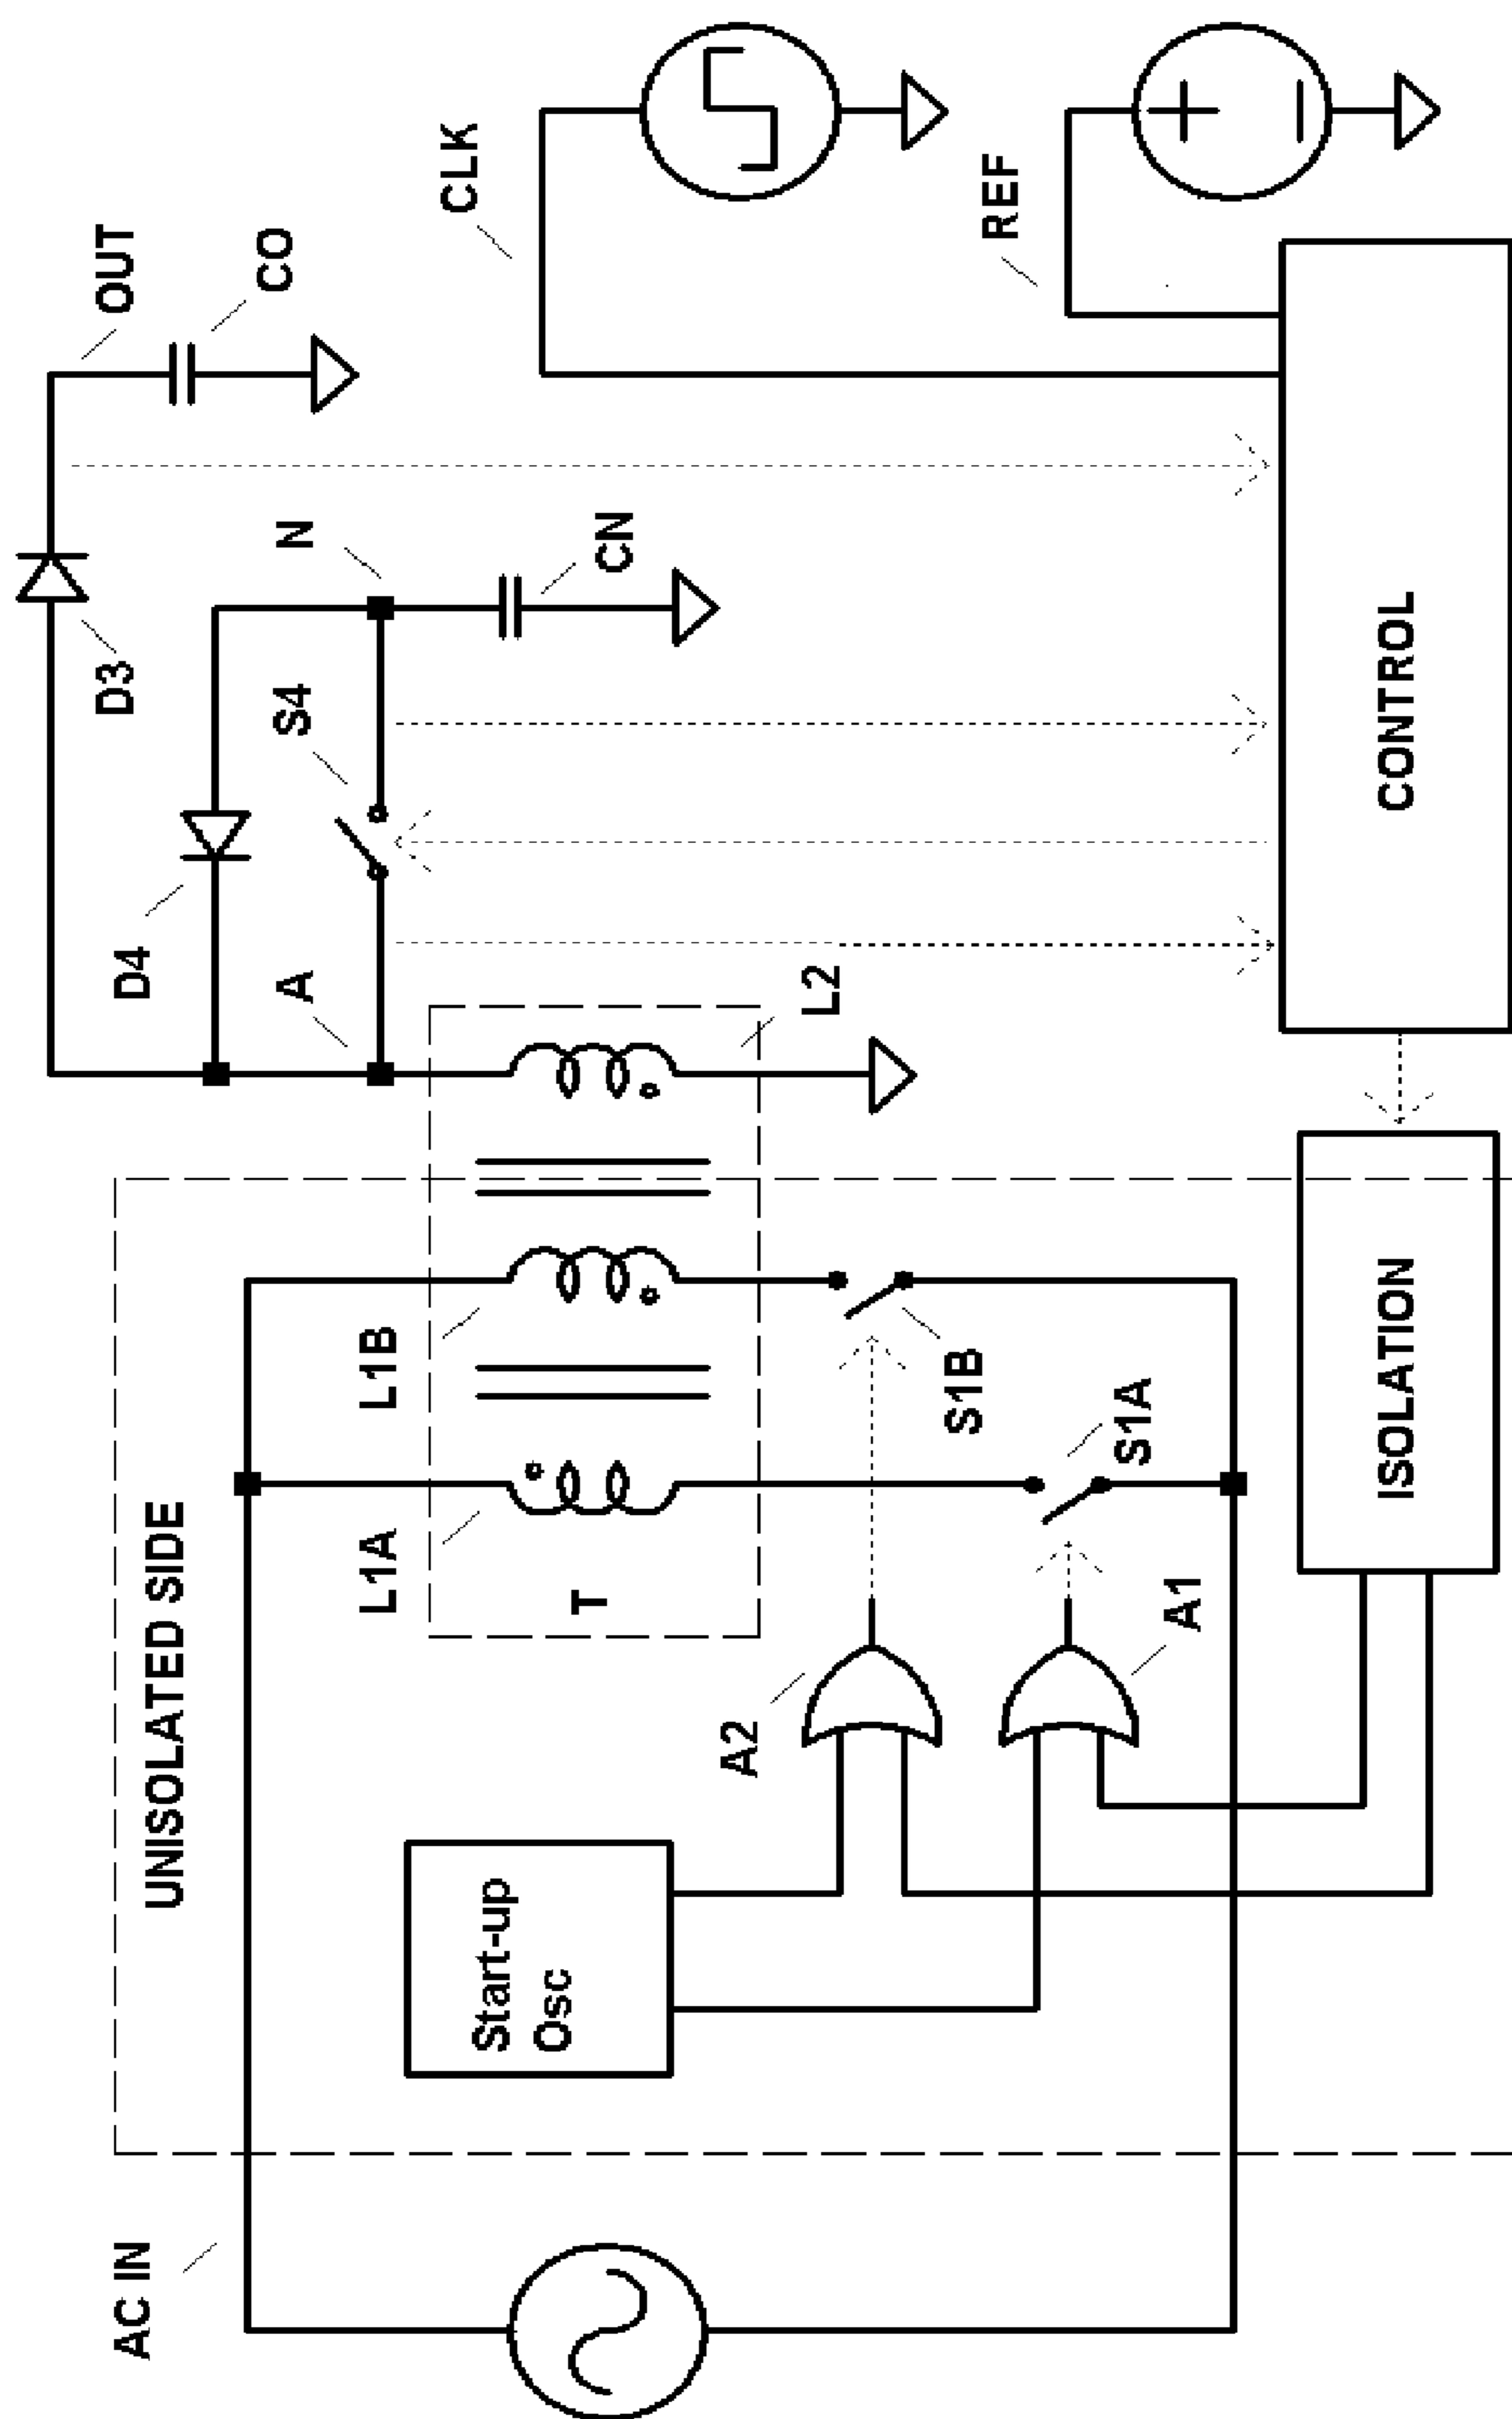 AC IN
UNISOLATED SIDE
Start-up
Osc
A2
A1
L1A
T
L1B
S1B
S1A
L2
A
D4
S4
D3
N
CN
OUT
CO
CLK
REF
ISOLATION
CONTROL